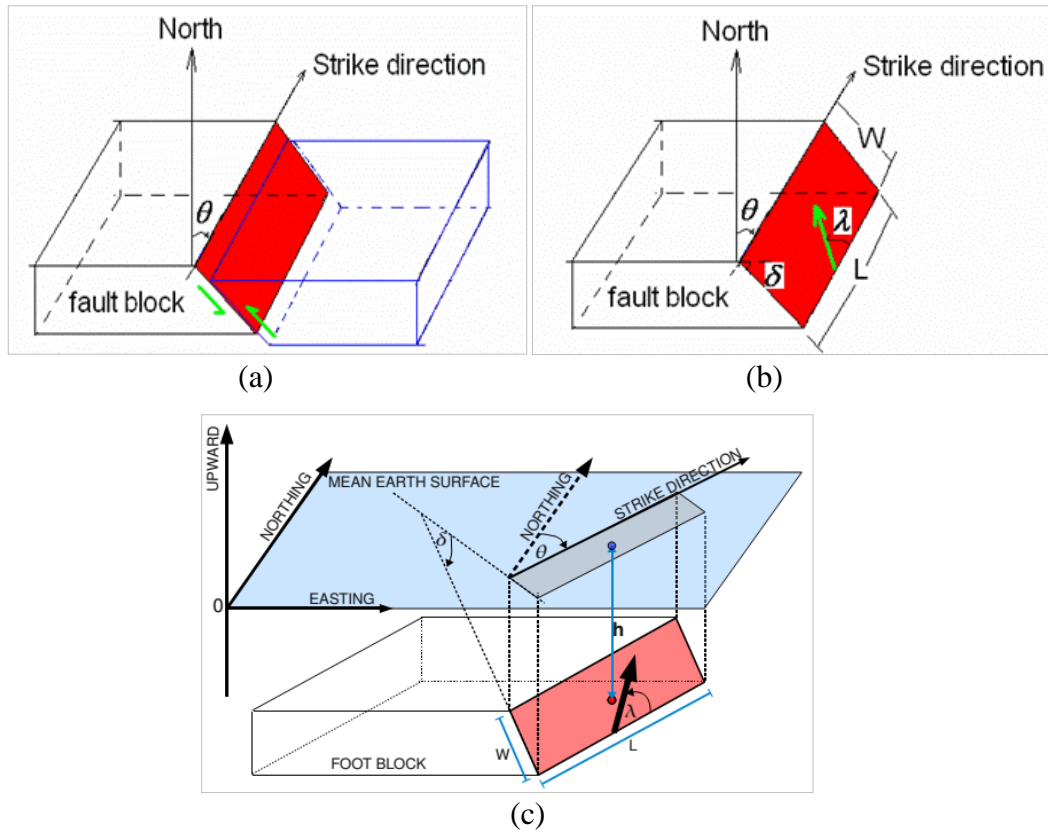 North
Strike direction
θ
fault block
(a)
North
Strike direction
W
θ
λ
δ
L
fault block
(b)
UPWARD
NORTHING
MEAN EARTH SURFACE
NORTHING
STRIKE DIRECTION
δ
θ
0
EASTING
h
λ
W
L
FOOT BLOCK
(c)